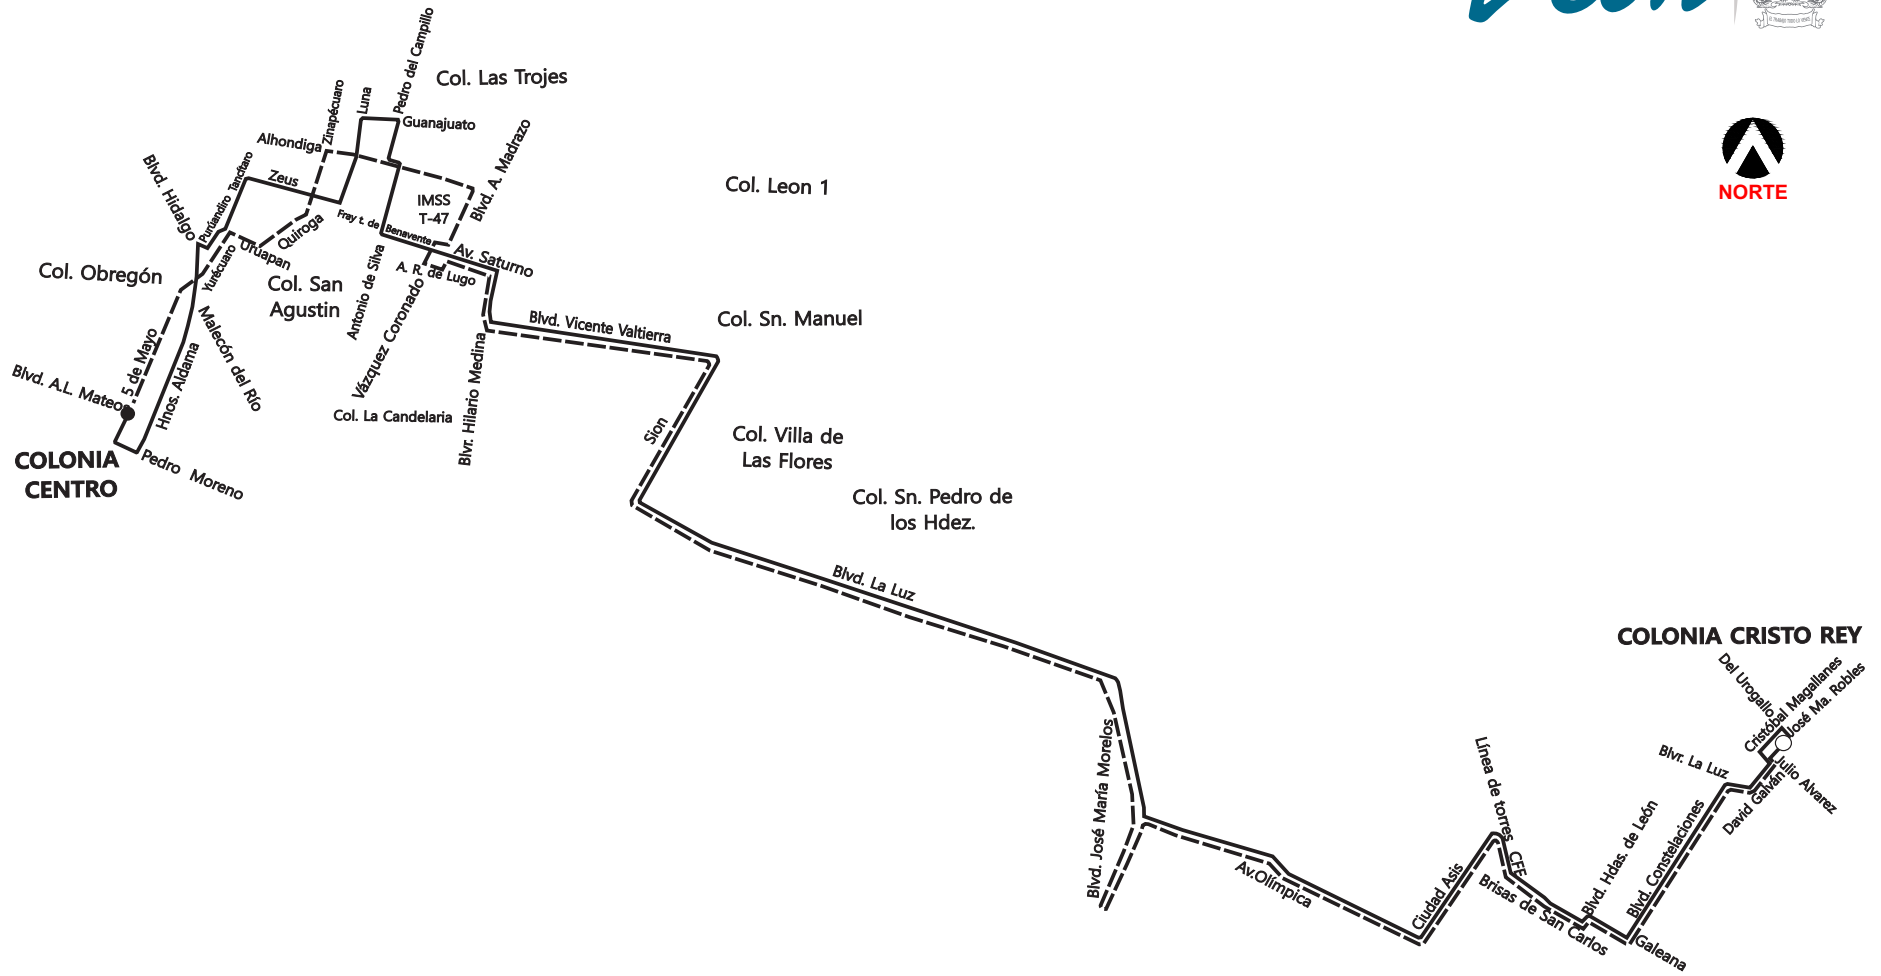 EL TRABAJO TODO LO VENCE
Pedro del Campillo
Col. Las Trojes
Zinapécuaro
Luna
Guanajuato
Alhondiga
Blvd. A. Madrazo
Blvd. Hidalgo
Purúandiro
Tancítaro
Zeus
Col. Leon 1
NORTE
IMSS
T-47
Quiroga
Fray t. de
Benavente
Uruapan
Av. Saturno
Yurécuaro
Col. Obregón
Col. San
Agustin
Antonio de Silva
A. R. de Lugo
Vázquez Coronado
Malecón del Río
Blvd. Vicente Valtierra
Col. Sn. Manuel
5 de Mayo
Hnos. Aldama
Blvd. A.L. Mateos
Blvr. Hilario Medina
Col. La Candelaria
Sion
Col. Villa de
Las Flores
COLONIA
CENTRO
Pedro Moreno
Col. Sn. Pedro de
los Hdez.
Blvd. La Luz
COLONIA CRISTO REY
Del Urogallo
Cristóbal Magallanes
José Ma. Robles
Blvd. José María Morelos
Línea de torres CFE
Blvr. La Luz
Julio Alvarez
David Galván
Blvd. Hdas. de León
Blvd. Constelaciones
Av.Olímpica
Ciudad Asis
Brisas de San Carlos
Galeana